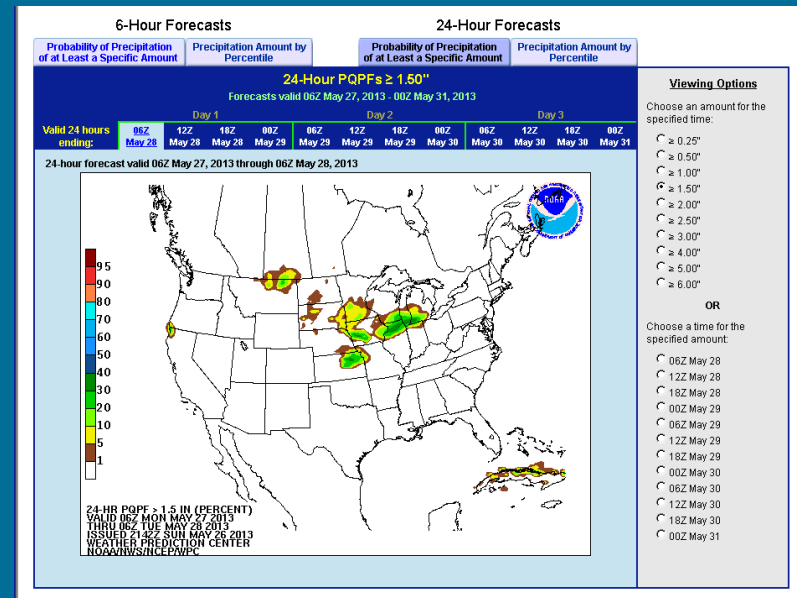 6-Hour Forecasts
24-Hour Forecasts
Probability of Precipitation
of at Least a Specific Amount
Precipitation Amount by
Percentile
Probability of Precipitation
of at Least a Specific Amount
Precipitation Amount by
Percentile
24-Hour PQPFs ≥ 1.50"
Forecasts valid 06Z May 27, 2013 - 00Z May 31, 2013
Day 1
Day 2
Day 3
Valid 24 hours
ending:
06Z
May 28
12Z
May 28
18Z
May 28
00Z
May 29
06Z
May 29
12Z
May 29
18Z
May 29
00Z
May 30
06Z
May 30
12Z
May 30
18Z
May 30
00Z
May 31
24-hour forecast valid 06Z May 27, 2013 through 06Z May 28, 2013
NOAA
95
90
80
70
60
50
40
30
20
10
5
1
24-HR PQPF > 1.5 IN (PERCENT)
VALID 06Z MON MAY 27 2013
THRU 06Z TUE MAY 28 2013
ISSUED 2142Z SUN MAY 26 2013
WEATHER PREDICTION CENTER
NOAA/NWS/NCEP/WPC
Viewing Options
Choose an amount for the
specified time:
≥ 0.25"
≥ 0.50"
≥ 1.00"
≥ 1.50"
≥ 2.00"
≥ 2.50"
≥ 3.00"
≥ 4.00"
≥ 5.00"
≥ 6.00"
OR
Choose a time for the
specified amount:
06Z May 28
12Z May 28
18Z May 28
00Z May 29
06Z May 29
12Z May 29
18Z May 29
00Z May 30
06Z May 30
12Z May 30
18Z May 30
00Z May 31